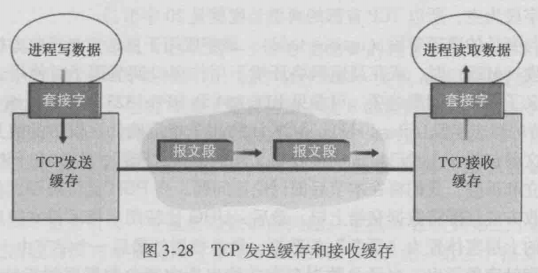 进程写数据
进程读取数据
套接字
套接字
TCP发送
缓存
报文段
报文段
TCP接收
缓存
图 3-28 TCP 发送缓存和接收缓存